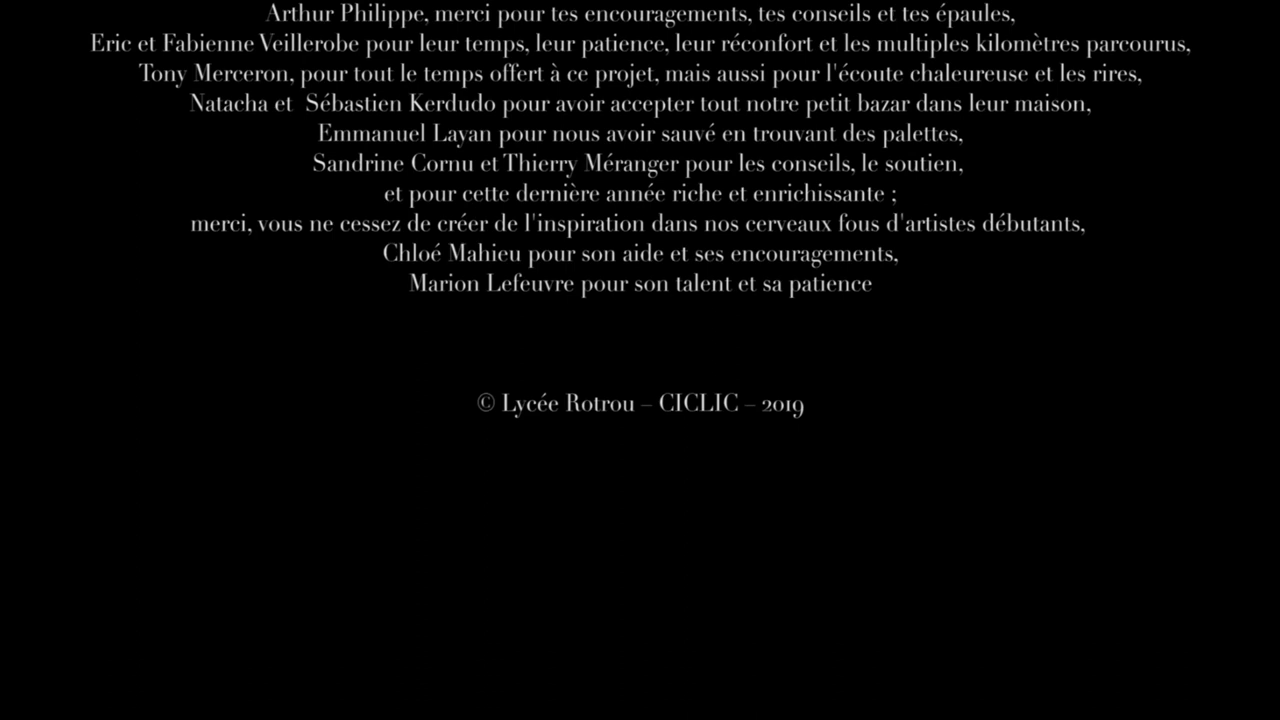 Arthur Philippe, merci pour tes encouragements, tes conseils et tes épaules,
Eric et Fabienne Veillerobe pour leur temps, leur patience, leur réconfort et les multiples kilomètres parcourus,
Tony Merceron, pour tout le temps offert à ce projet, mais aussi pour l'écoute chaleureuse et les rires,
Natacha et  Sébastien Kerdudo pour avoir accepter tout notre petit bazar dans leur maison,
Emmanuel Layan pour nous avoir sauvé en trouvant des palettes,
Sandrine Cornu et Thierry Méranger pour les conseils, le soutien,
et pour cette dernière année riche et enrichissante ;
merci, vous ne cessez de créer de l'inspiration dans nos cerveaux fous d'artistes débutants,
Chloé Mahieu pour son aide et ses encouragements,
Marion Lefeuvre pour son talent et sa patience
© Lycée Rotrou – CICLIC – 2019